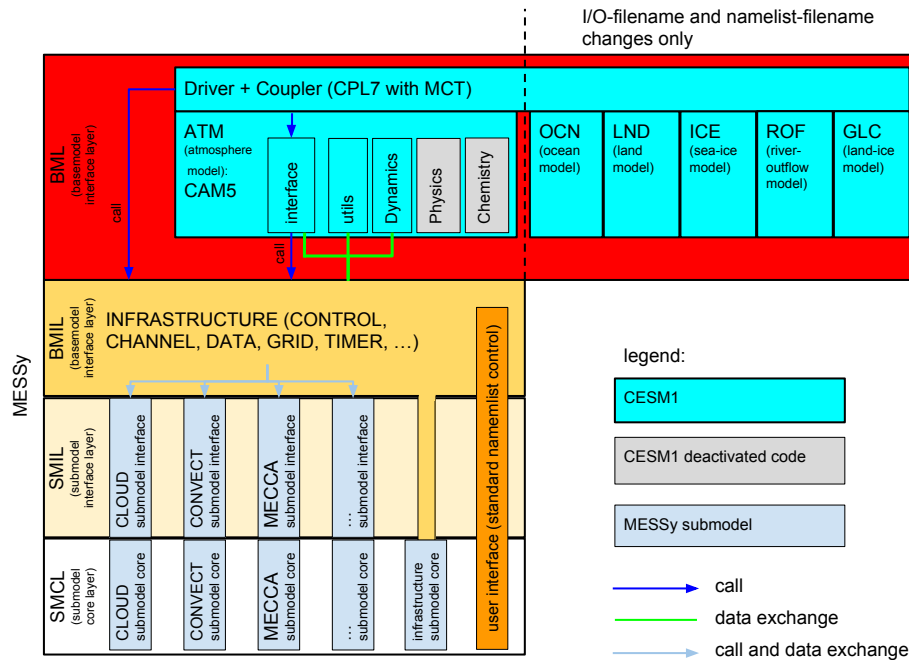 I/O-filename and namelist-filename
changes only
Driver + Coupler (CPL7 with MCT)
ATM
(atmosphere
model):
CAM5
interface
utils
Dynamics
Physics
Chemistry
OCN
(ocean
model)
LND
(land
model)
ICE
(sea-ice
model)
ROF
(river-
outflow
model)
GLC
(land-ice
model)
BML
(basemodel
interface layer)
call
call
MESSy
BMIL
(basemodel
interface layer)
INFRASTRUCTURE (CONTROL,
CHANNEL, DATA, GRID, TIMER, ...)
SMIL
(submodel
interface layer)
CLOUD
submodel interface
CONVECT
submodel interface
MECCA
submodel interface
...
submodel interface
SMCL
(submodel
core layer)
CLOUD
submodel core
CONVECT
submodel core
MECCA
submodel core
...
submodel core
infrastructure
submodel core
user interface (standard namemlist control)
legend:
CESM1
CESM1 deactivated code
MESSy submodel
call
data exchange
call and data exchange